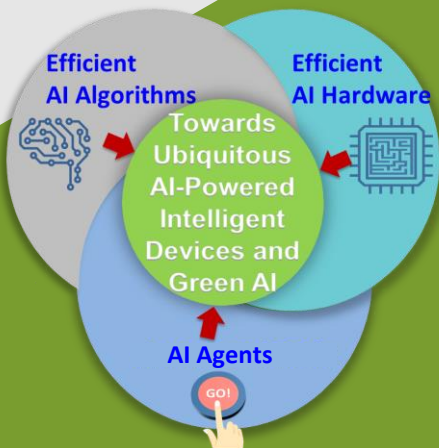 Efficient
AI Algorithms
Efficient
AI Hardware
Towards
Ubiquitous
AI-Powered
Intelligent
Devices and
Green AI
AI Agents
GO!